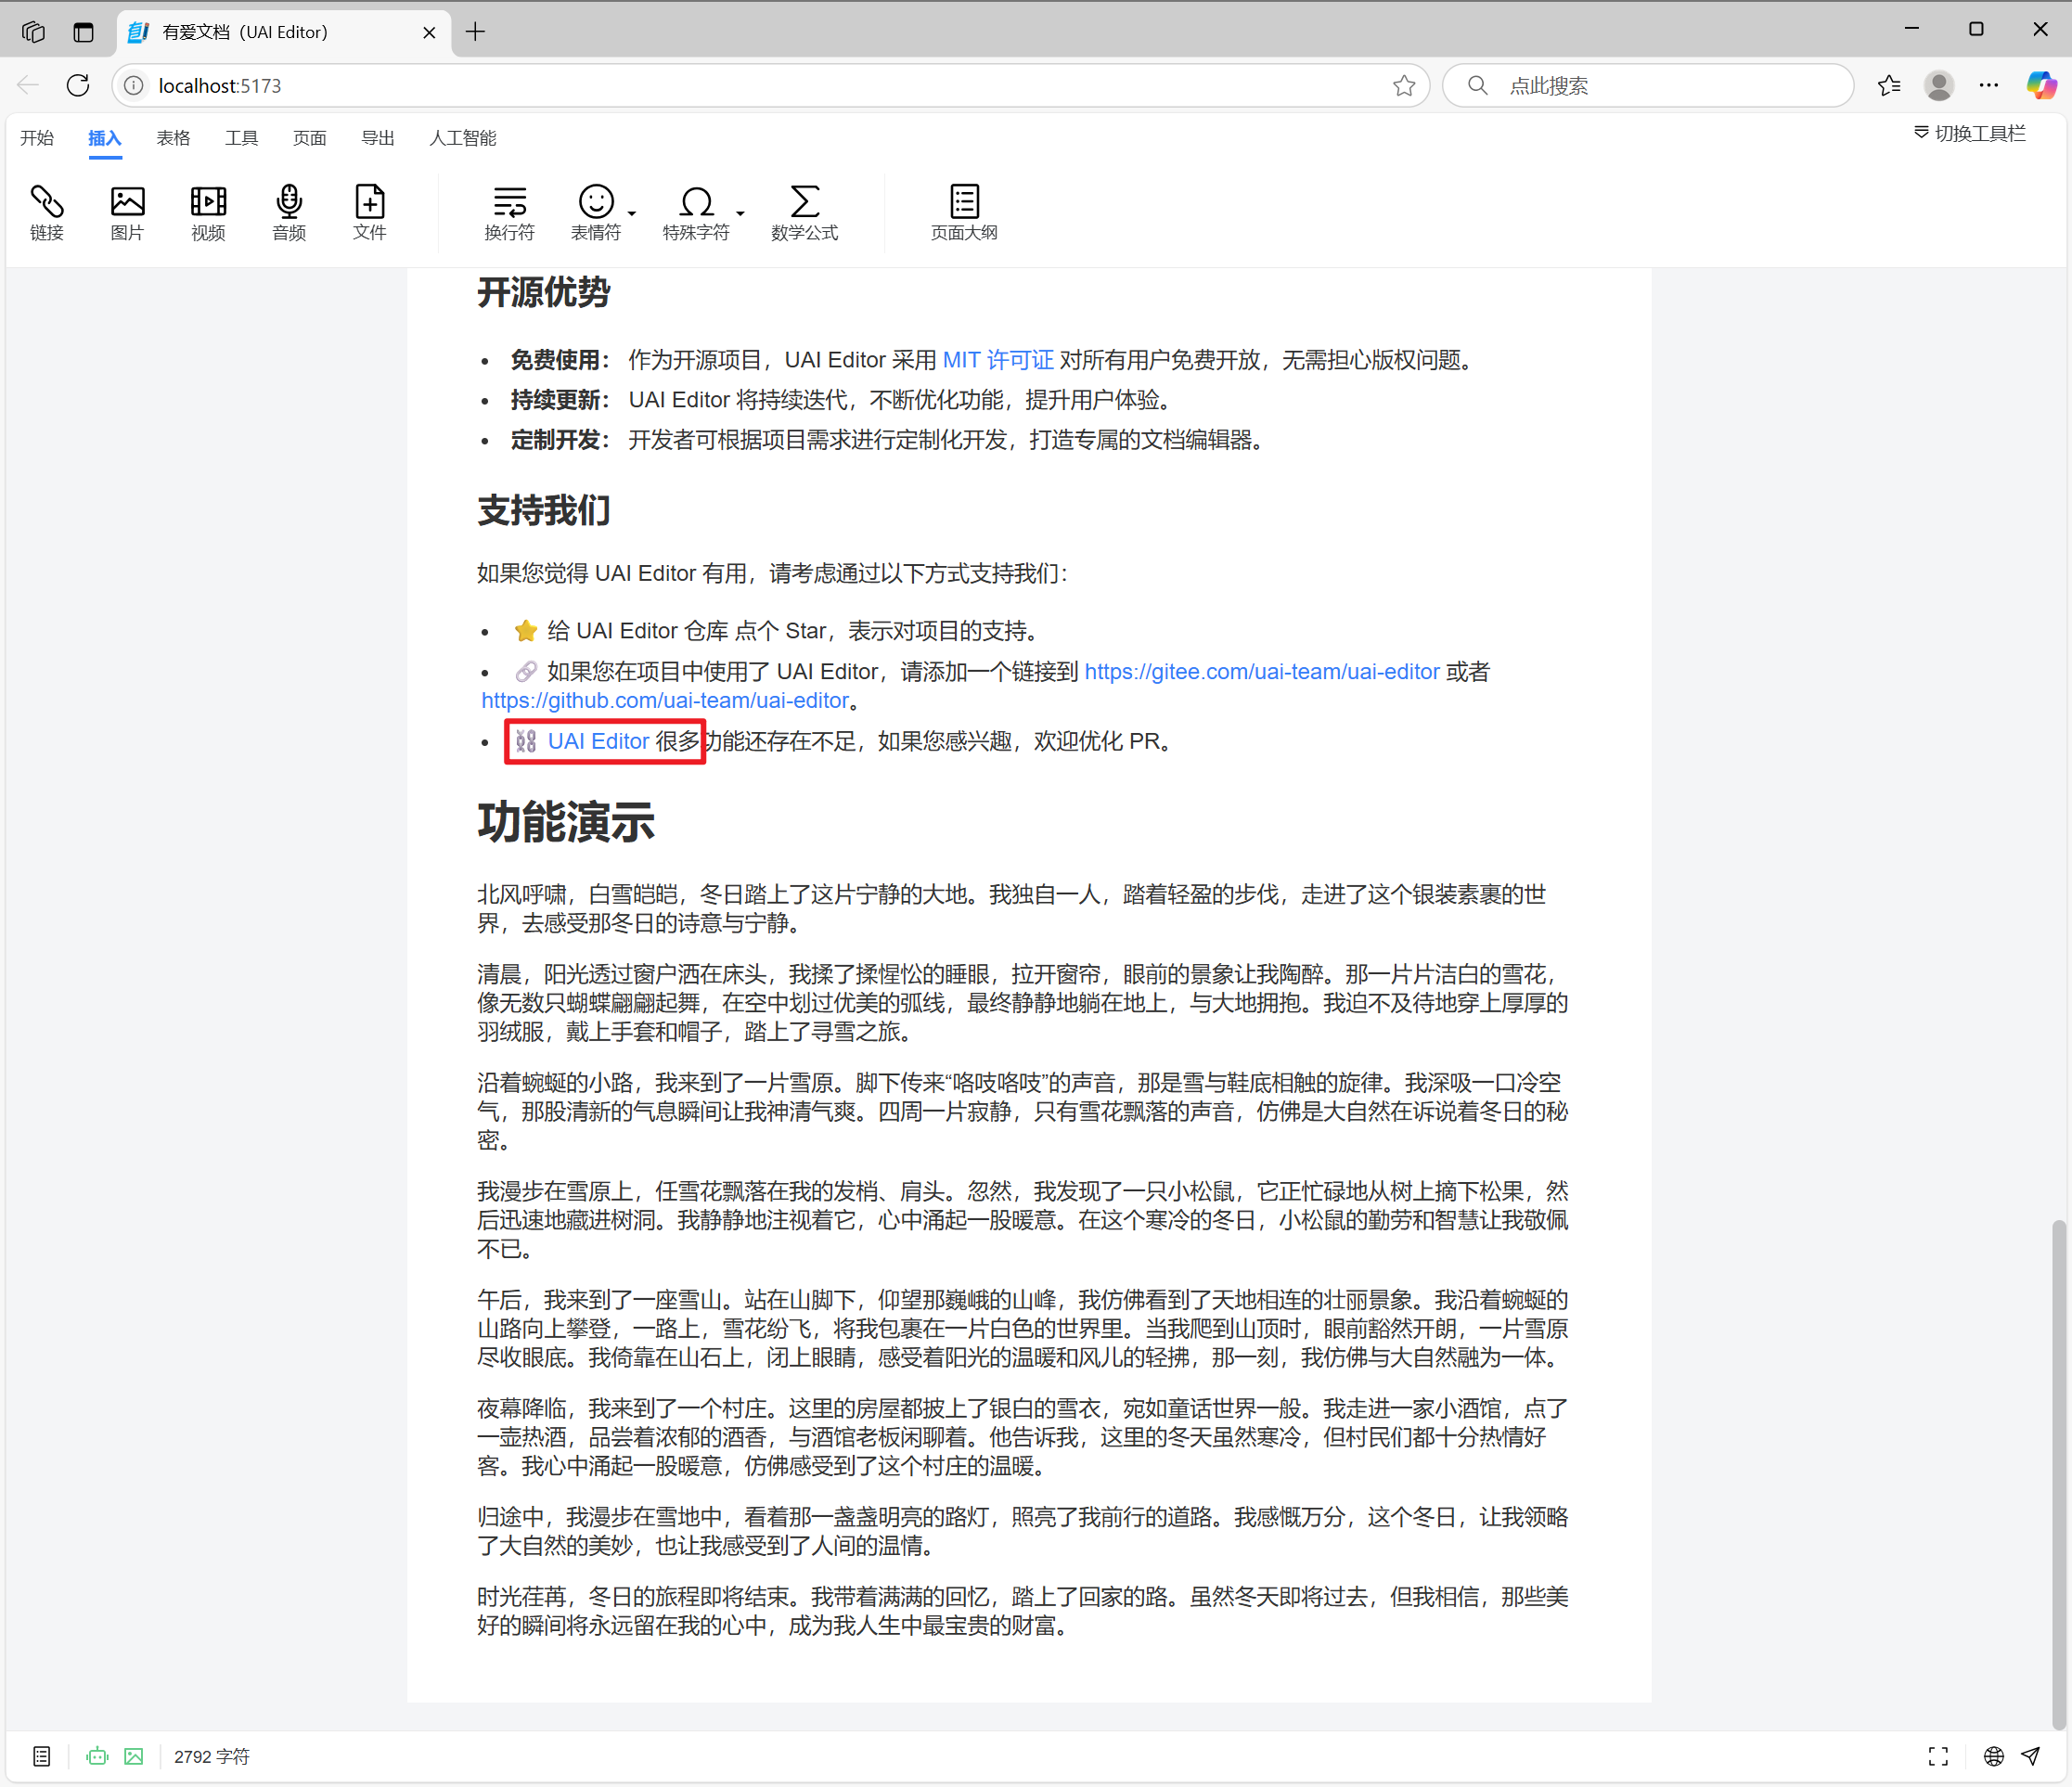 有爱文档（UAI Editor）
localhost:5173
点此搜索
开始 插入 表格 工具 页面 导出 人工智能
切换工具栏
链接 图片 视频 音频 文件 换行符 表情符 特殊字符 数学公式 页面大纲
开源优势
• 免费使用： 作为开源项目，UAI Editor 采用 MIT 许可证 对所有用户免费开放，无需担心版权问题。
• 持续更新： UAI Editor 将持续迭代，不断优化功能，提升用户体验。
• 定制开发： 开发者可根据项目需求进行定制化开发，打造专属的文档编辑器。
支持我们
如果您觉得 UAI Editor 有用，请考虑通过以下方式支持我们：
• ⭐ 给 UAI Editor 仓库 点个 Star，表示对项目的支持。
• 🔗 如果您在项目中使用了 UAI Editor，请添加一个链接到 https://gitee.com/uai-team/uai-editor 或者
https://github.com/uai-team/uai-editor。
• ⛓ UAI Editor 很多功能还存在不足，如果您感兴趣，欢迎优化 PR。
功能演示
北风呼啸，白雪皑皑，冬日踏上了这片宁静的大地。我独自一人，踏着轻盈的步伐，走进了这个银装素裹的世
界，去感受那冬日的诗意与宁静。
清晨，阳光透过窗户洒在床头，我揉了揉惺忪的睡眼，拉开窗帘，眼前的景象让我陶醉。那一片片洁白的雪花，
像无数只蝴蝶翩翩起舞，在空中划过优美的弧线，最终静静地躺在地上，与大地拥抱。我迫不及待地穿上厚厚的
羽绒服，戴上手套和帽子，踏上了寻雪之旅。
沿着蜿蜒的小路，我来到了一片雪原。脚下传来“咯吱咯吱”的声音，那是雪与鞋底相触的旋律。我深吸一口冷空
气，那股清新的气息瞬间让我神清气爽。四周一片寂静，只有雪花飘落的声音，仿佛是大自然在诉说着冬日的秘
密。
我漫步在雪原上，任雪花飘落在我的发梢、肩头。忽然，我发现了一只小松鼠，它正忙碌地从树上摘下松果，然
后迅速地藏进树洞。我静静地注视着它，心中涌起一股暖意。在这个寒冷的冬日，小松鼠的勤劳和智慧让我敬佩
不已。
午后，我来到了一座雪山。站在山脚下，仰望那巍峨的山峰，我仿佛看到了天地相连的壮丽景象。我沿着蜿蜒的
山路向上攀登，一路上，雪花纷飞，将我包裹在一片白色的世界里。当我爬到山顶时，眼前豁然开朗，一片雪原
尽收眼底。我倚靠在山石上，闭上眼睛，感受着阳光的温暖和风儿的轻拂，那一刻，我仿佛与大自然融为一体。
夜幕降临，我来到了一个村庄。这里的房屋都披上了银白的雪衣，宛如童话世界一般。我走进一家小酒馆，点了
一壶热酒，品尝着浓郁的酒香，与酒馆老板闲聊着。他告诉我，这里的冬天虽然寒冷，但村民们都十分热情好
客。我心中涌起一股暖意，仿佛感受到了这个村庄的温暖。
归途中，我漫步在雪地中，看着那一盏盏明亮的路灯，照亮了我前行的道路。我感慨万分，这个冬日，让我领略
了大自然的美妙，也让我感受到了人间的温情。
时光荏苒，冬日的旅程即将结束。我带着满满的回忆，踏上了回家的路。虽然冬天即将过去，但我相信，那些美
好的瞬间将永远留在我的心中，成为我人生中最宝贵的财富。
2792 字符